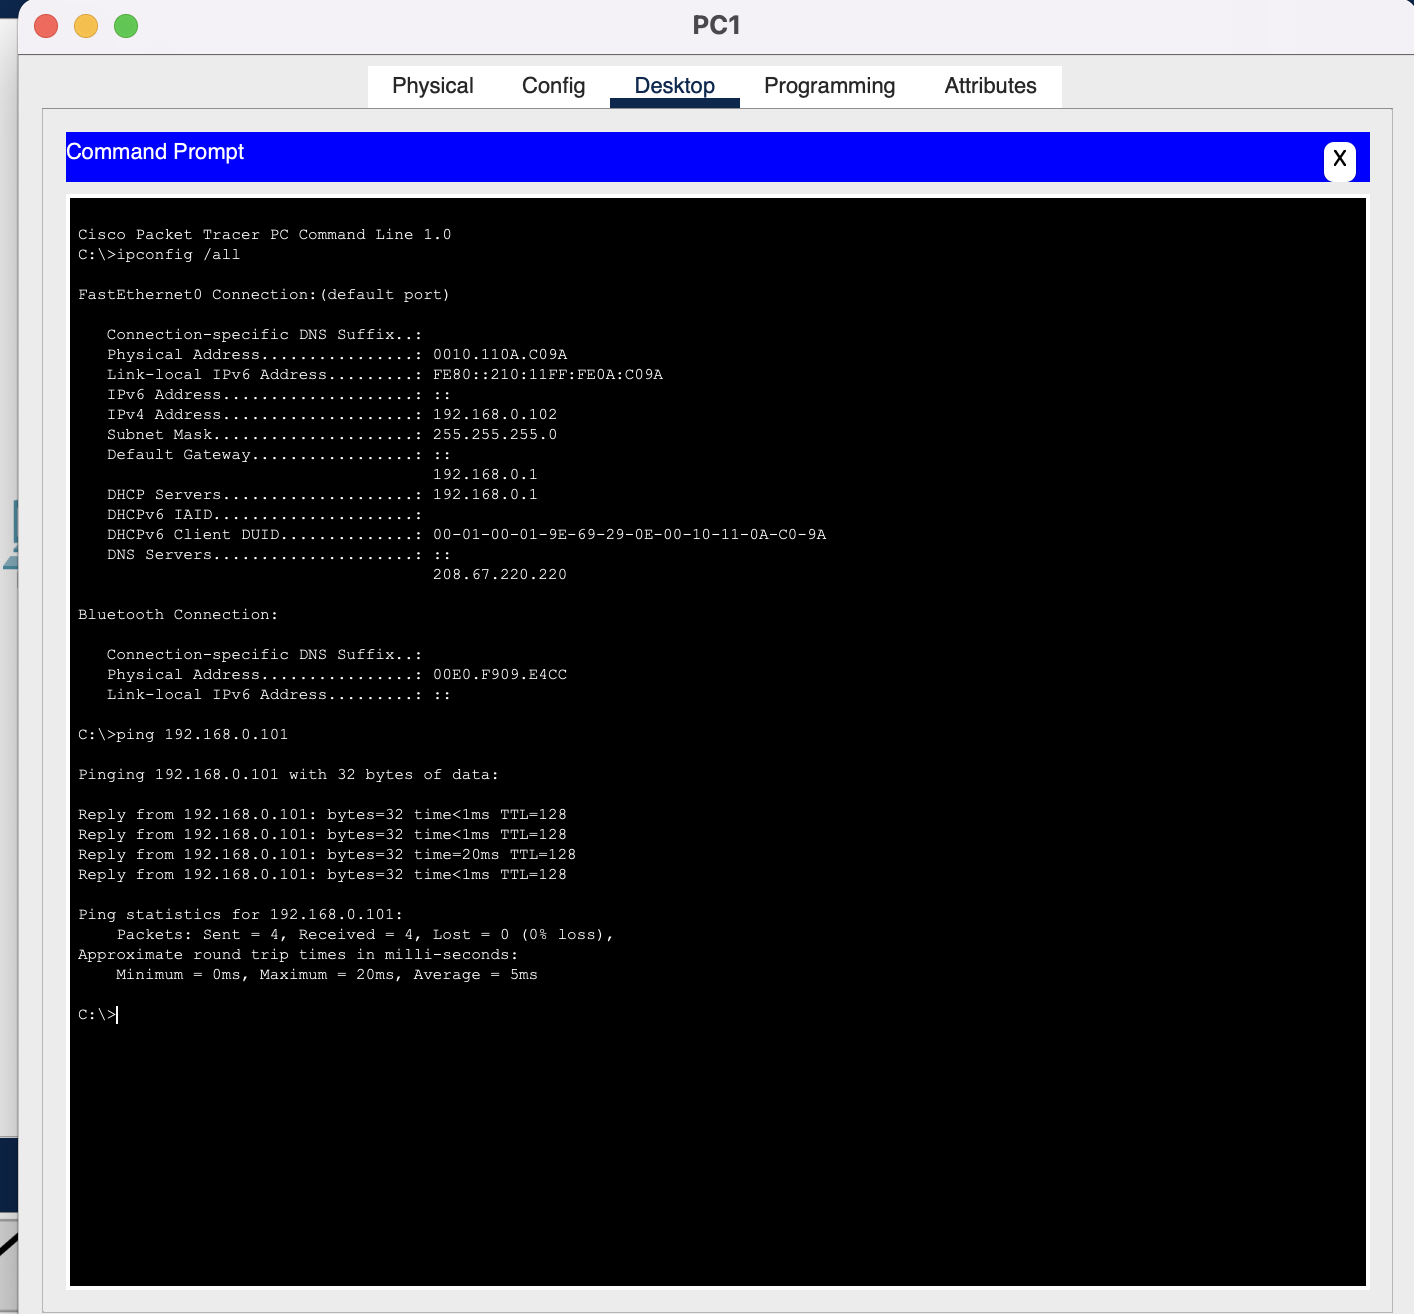 PC1
Physical Config Desktop Programming Attributes
Command Prompt
X
Cisco Packet Tracer PC Command Line 1.0
C:\>ipconfig /all
FastEthernet0 Connection:(default port)
Connection-specific DNS Suffix..:
Physical Address................: 0010.110A.C09A
Link-local IPv6 Address.........: FE80::210:11FF:FE0A:C09A
IPv6 Address....................: ::
IPv4 Address....................: 192.168.0.102
Subnet Mask.....................: 255.255.255.0
Default Gateway.................: ::
192.168.0.1
DHCP Servers....................: 192.168.0.1
DHCPv6 IAID.....................:
DHCPv6 Client DUID..............: 00-01-00-01-9E-69-29-0E-00-10-11-0A-C0-9A
DNS Servers.....................: ::
208.67.220.220
Bluetooth Connection:
Connection-specific DNS Suffix..:
Physical Address................: 00E0.F909.E4CC
Link-local IPv6 Address.........: ::
C:\>ping 192.168.0.101
Pinging 192.168.0.101 with 32 bytes of data:
Reply from 192.168.0.101: bytes=32 time<1ms TTL=128
Reply from 192.168.0.101: bytes=32 time<1ms TTL=128
Reply from 192.168.0.101: bytes=32 time=20ms TTL=128
Reply from 192.168.0.101: bytes=32 time<1ms TTL=128
Ping statistics for 192.168.0.101:
Packets: Sent = 4, Received = 4, Lost = 0 (0% loss),
Approximate round trip times in milli-seconds:
Minimum = 0ms, Maximum = 20ms, Average = 5ms
C:\>